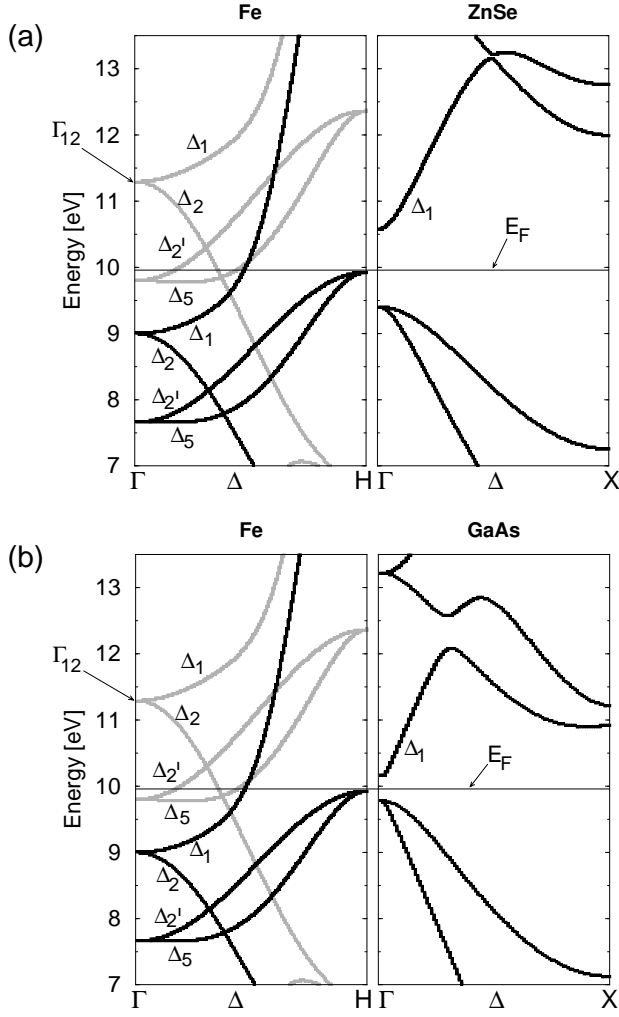 (a)
Fe
ZnSe
Energy [eV]
13
12
11
10
9
8
7
Γ12
Δ1
Δ2
Δ2'
Δ5
Δ1
Δ2
Δ2'
Δ5
Δ1
EF
Γ
Δ
H
Γ
Δ
X
(b)
Fe
GaAs
Energy [eV]
13
12
11
10
9
8
7
Γ12
Δ1
Δ2
Δ2'
Δ5
Δ1
Δ2
Δ2'
Δ5
Δ1
EF
Γ
Δ
H
Γ
Δ
X